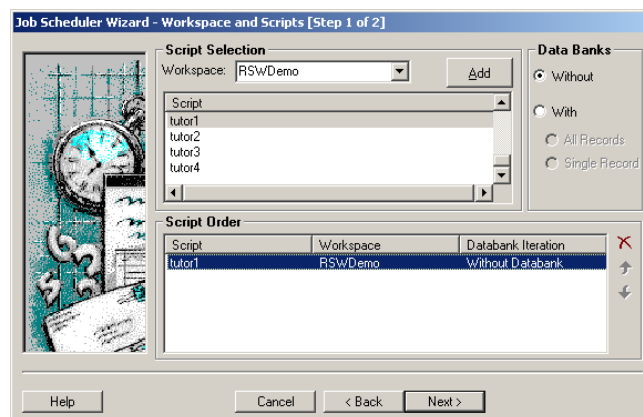 Job Scheduler Wizard - Workspace and Scripts [Step 1 of 2]
Script Selection
Workspace: RSWDemo
Add
Script
tutor1
tutor2
tutor3
tutor4
Data Banks
Without
With
All Records
Single Record
Script Order
Script Workspace Databank Iteration
tutor1 RSWDemo Without Databank
Help Cancel < Back Next >